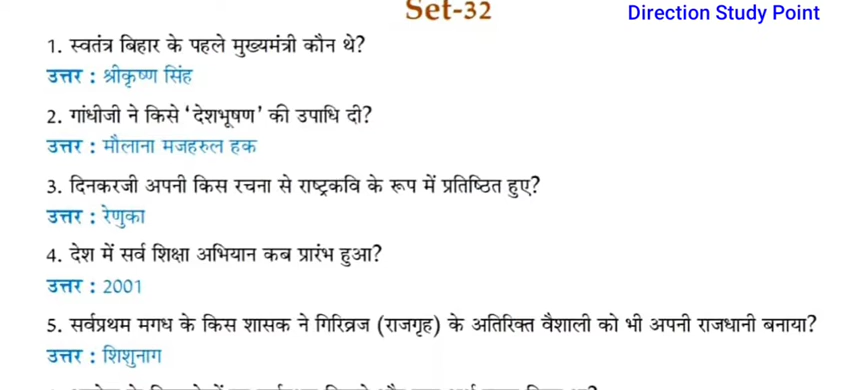 Set-32
Direction Study Point
1. स्वतंत्र बिहार के पहले मुख्यमंत्री कौन थे?
उत्तर : श्रीकृष्ण सिंह
2. गांधीजी ने किसे ‘देशभूषण’ की उपाधि दी?
उत्तर : मौलाना मजहरुल हक
3. दिनकरजी अपनी किस रचना से राष्ट्रकवि के रूप में प्रतिष्ठित हुए?
उत्तर : रेणुका
4. देश में सर्व शिक्षा अभियान कब प्रारंभ हुआ?
उत्तर : 2001
5. सर्वप्रथम मगध के किस शासक ने गिरिव्रज (राजगृह) के अतिरिक्त वैशाली को भी अपनी राजधानी बनाया?
उत्तर : शिशुनाग